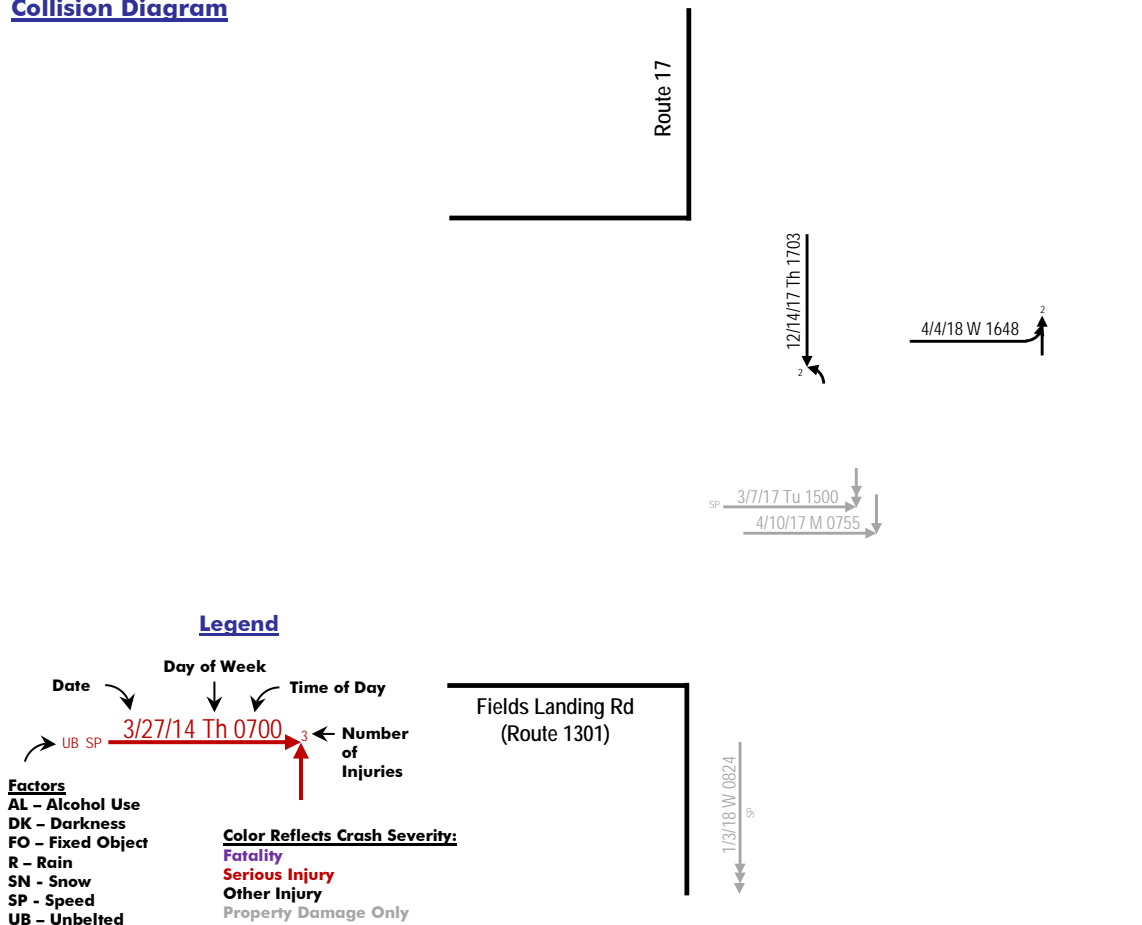 Collision Diagram
Route 17
12/14/17 Th 1703
2
4/4/18 W 1648
2
SP 3/7/17 Tu 1500
4/10/17 M 0755
Legend
Day of Week
Date
Time of Day
UB SP 3/27/14 Th 0700 3
Number
of
Injuries
Factors
AL – Alcohol Use
DK – Darkness
FO – Fixed Object
R – Rain
SN - Snow
SP - Speed
UB – Unbelted
Color Reflects Crash Severity:
Fatality
Serious Injury
Other Injury
Property Damage Only
Fields Landing Rd
(Route 1301)
1/3/18 W 0824
SP